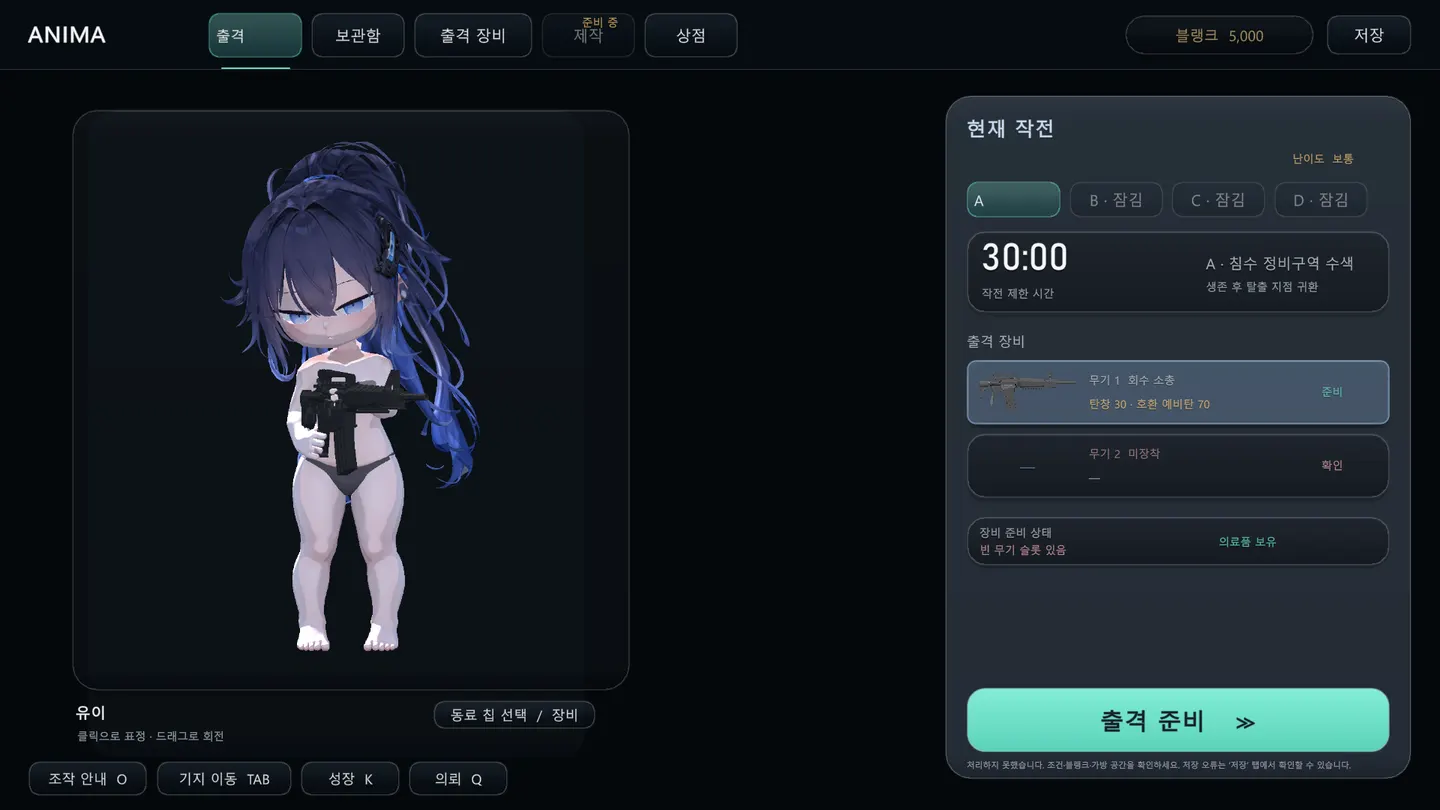 ANIMA
출격
보관함
출격 장비
준비 중
제작
상점
블랭크 5,000
저장
현재 작전
난이도 보통
A
B · 잠김
C · 잠김
D · 잠김
30:00
작전 제한 시간
A · 침수 정비구역 수색
생존 후 탈출 지점 귀환
출격 장비
무기 1 회수 소총
탄창 30 · 호환 예비탄 70
준비
무기 2 미장착
—
—
확인
장비 준비 상태
빈 무기 슬롯 있음
의료품 보유
출격 준비 ≫
처리하지 못했습니다. 조건·블랭크·가방 공간을 확인하세요. 저장 오류는 '저장' 탭에서 확인할 수 있습니다.
유이
클릭으로 표정 · 드래그로 회전
동료 칩 선택 / 장비
조작 안내 O
기지 이동 TAB
성장 K
의뢰 Q